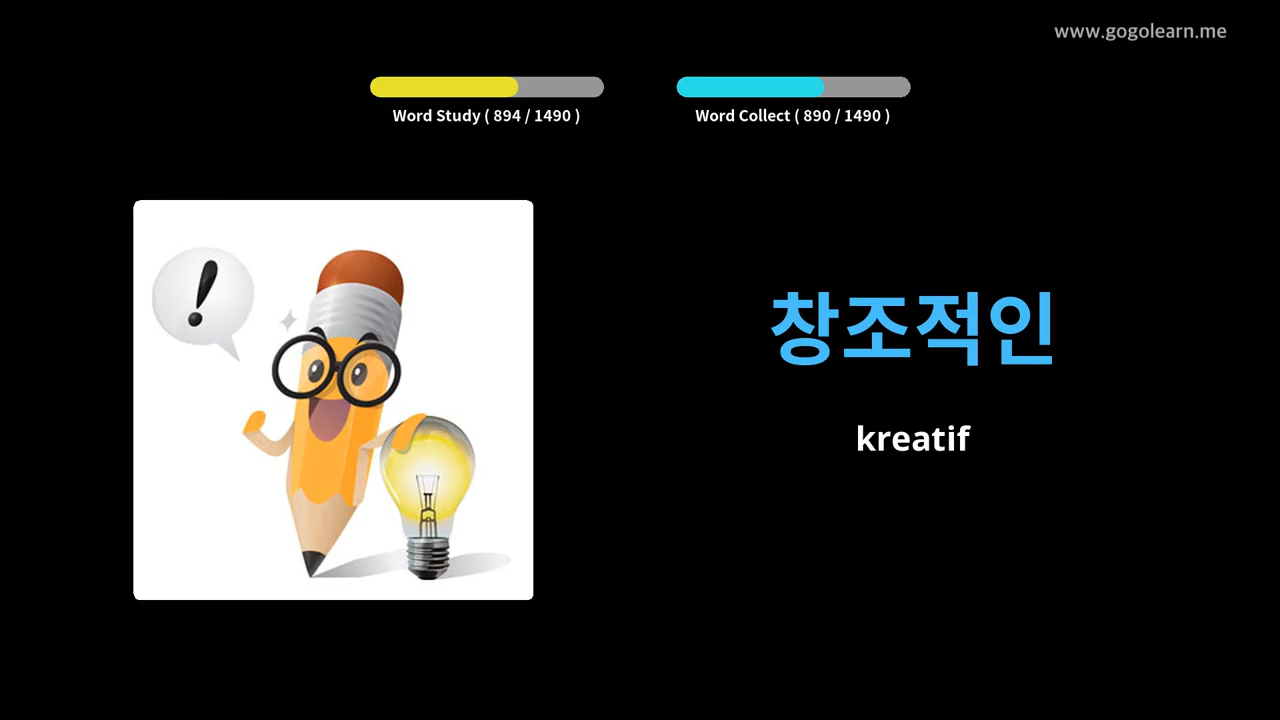 www.gogolearn.me
Word Study ( 894 / 1490 )
Word Collect ( 890 / 1490 )
!
창조적인
kreatif